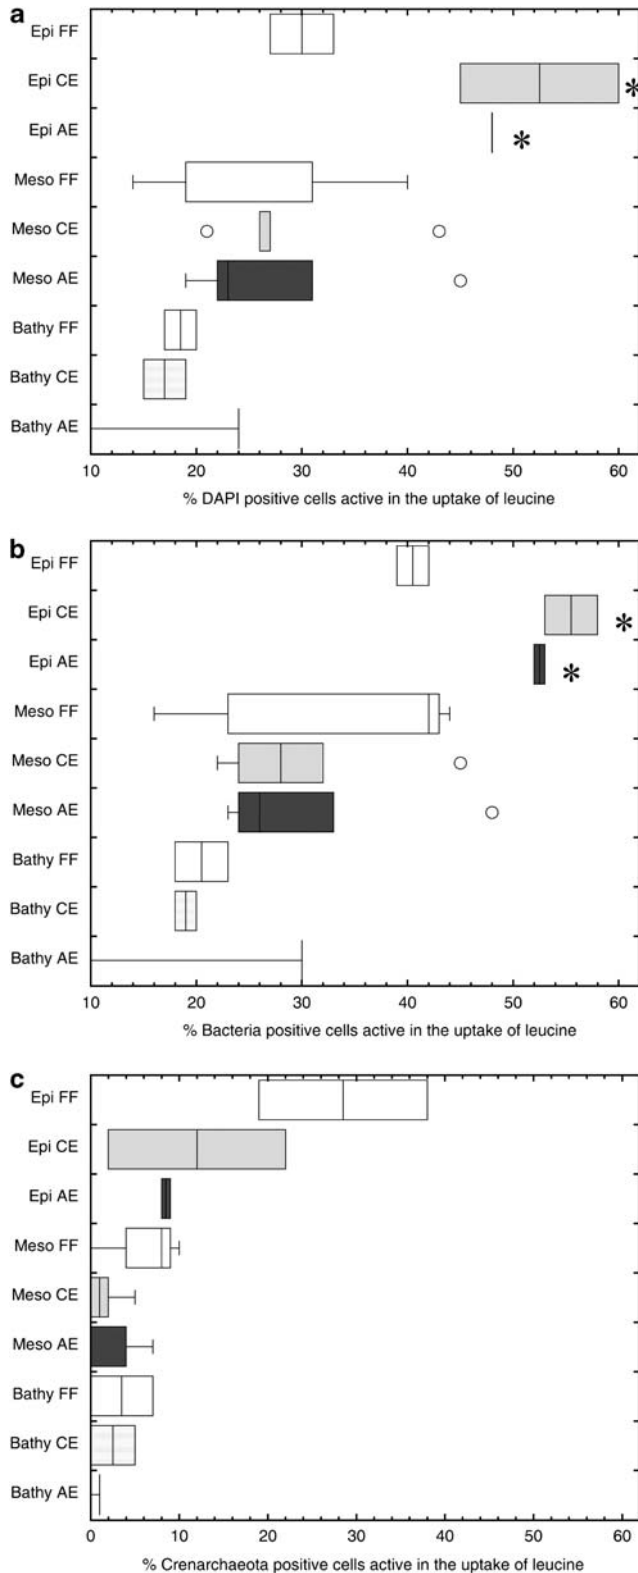 a
Epi FF
Epi CE
*
Epi AE
*
Meso FF
Meso CE
Meso AE
Bathy FF
Bathy CE
Bathy AE
10 20 30 40 50 60
% DAPI positive cells active in the uptake of leucine
b
Epi FF
Epi CE
*
Epi AE
*
Meso FF
Meso CE
Meso AE
Bathy FF
Bathy CE
Bathy AE
10 20 30 40 50 60
% Bacteria positive cells active in the uptake of leucine
c
Epi FF
Epi CE
Epi AE
Meso FF
Meso CE
Meso AE
Bathy FF
Bathy CE
Bathy AE
0 10 20 30 40 50 60
% Crenarchaeota positive cells active in the uptake of leucine